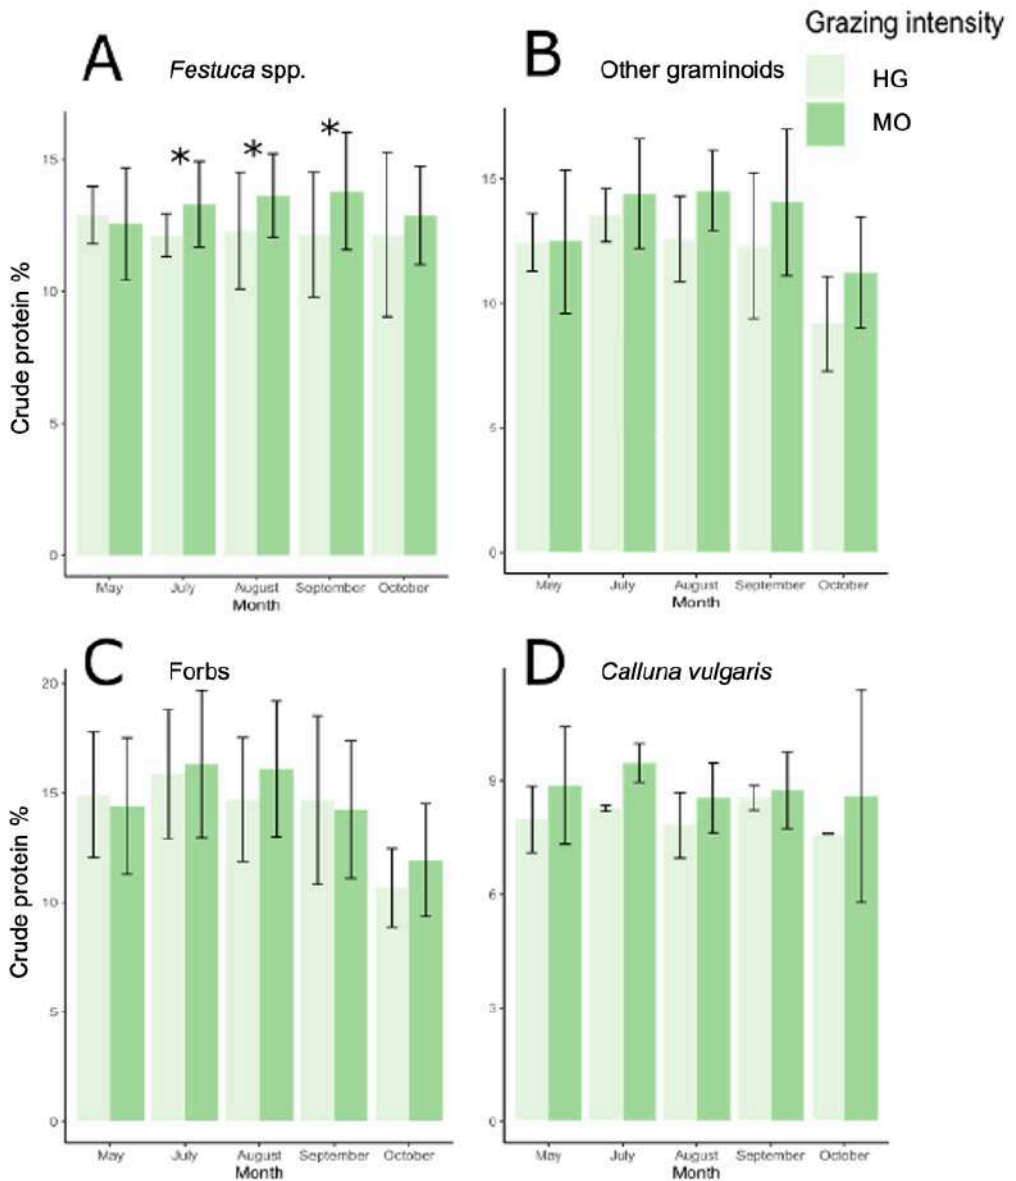 Grazing intensity
HG
MO
A
Festuca spp.
B
Other graminoids
Crude protein %
15
10
5
0
* * *
May July August September October
Month
15
10
5
0
May July August September October
Month
C
Forbs
D
Calluna vulgaris
Crude protein %
20
15
10
5
0
May July August September October
Month
9
6
3
0
May July August September October
Month